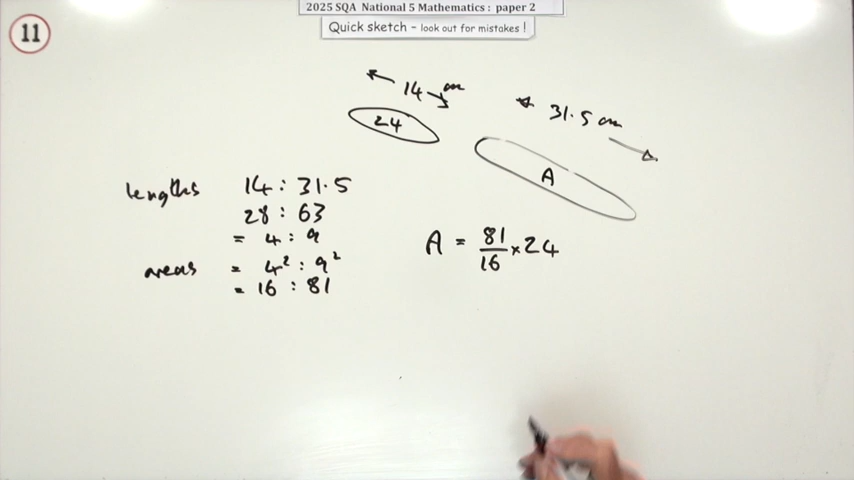 2025 SQA National 5 Mathematics : paper 2
Quick sketch – look out for mistakes !
11
14 cm
31.5 cm
24
A
lengths 14 : 31.5
28 : 63
= 4 : 9
areas = 4² : 9²
= 16 : 81
A = 81/16 × 24